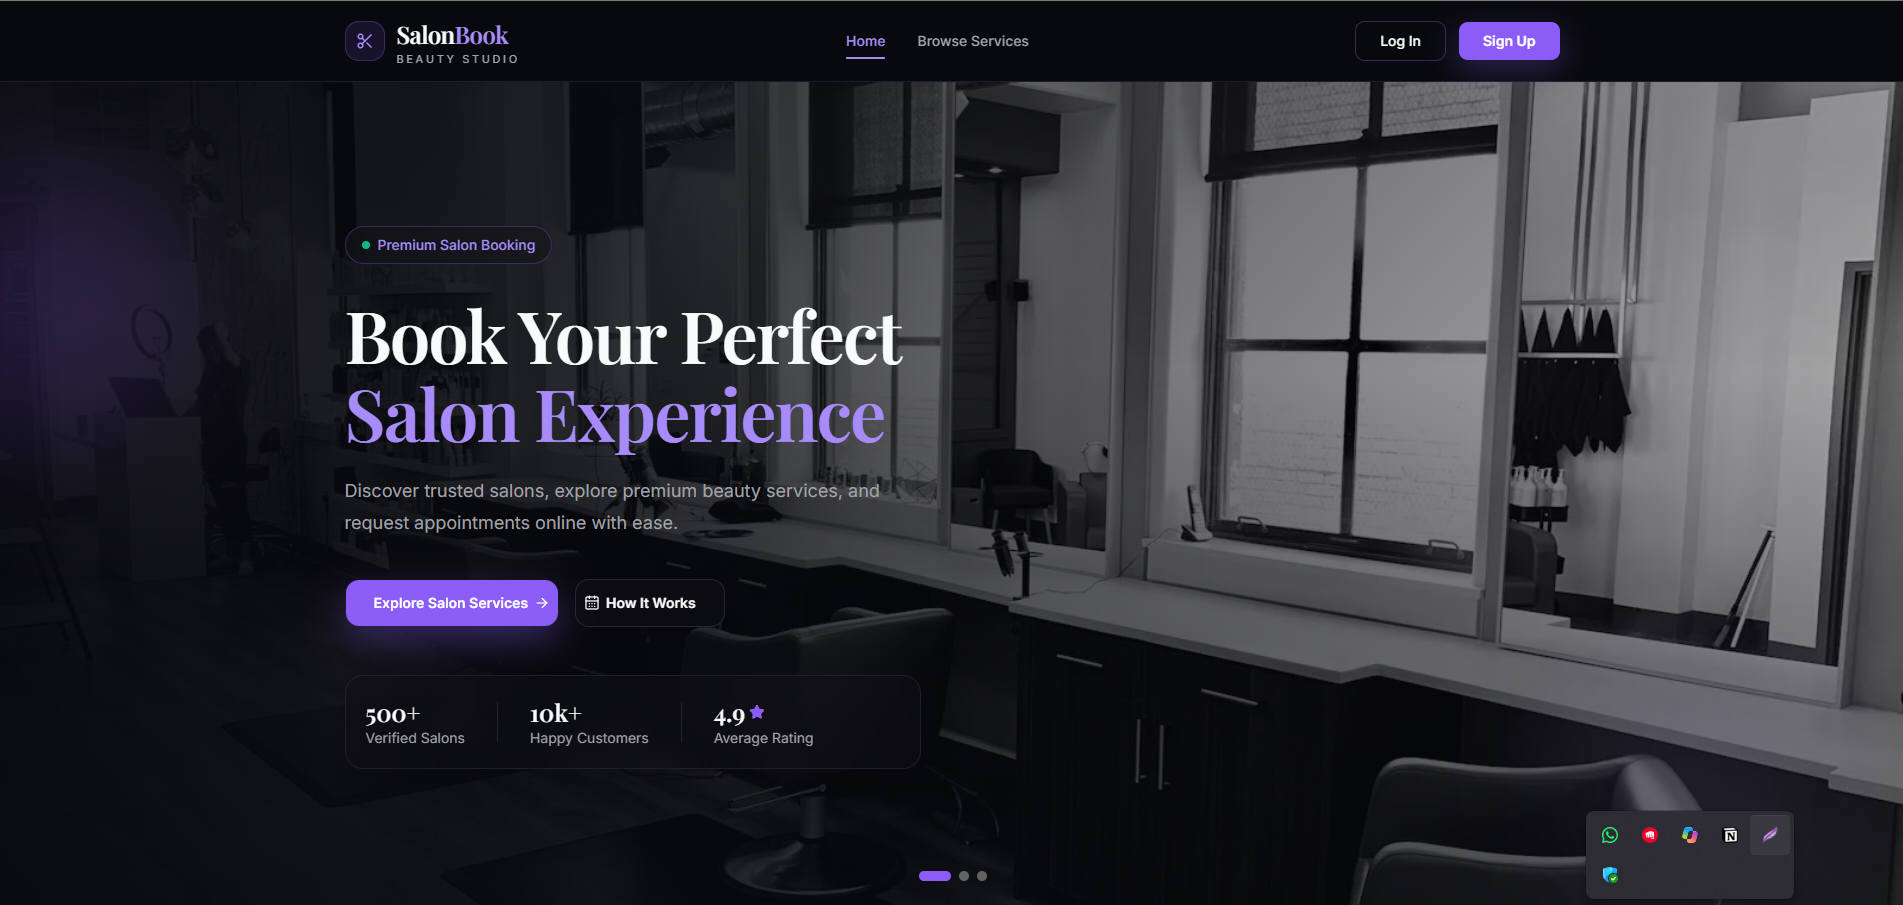 SalonBook
BEAUTY STUDIO
Home
Browse Services
Log In
Sign Up
Premium Salon Booking
Book Your Perfect
Salon Experience
Discover trusted salons, explore premium beauty services, and
request appointments online with ease.
Explore Salon Services
How It Works
500+
Verified Salons
10k+
Happy Customers
4.9
Average Rating